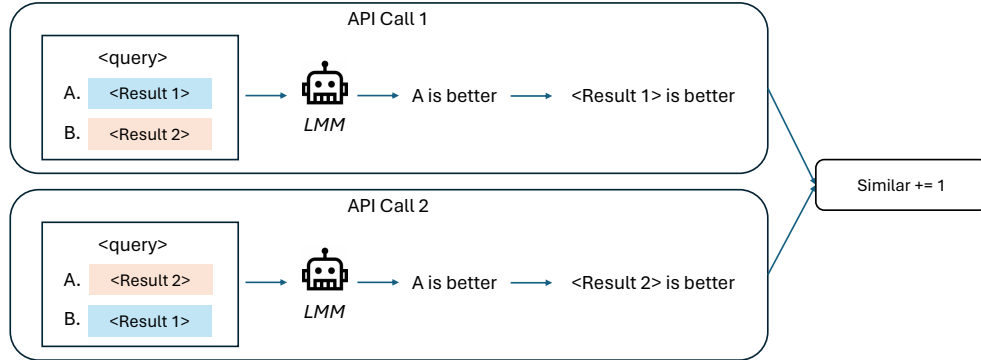 API Call 1
<query>
A. <Result 1>
B. <Result 2>
LMM
A is better
<Result 1> is better
API Call 2
<query>
A. <Result 2>
B. <Result 1>
LMM
A is better
<Result 2> is better
Similar += 1